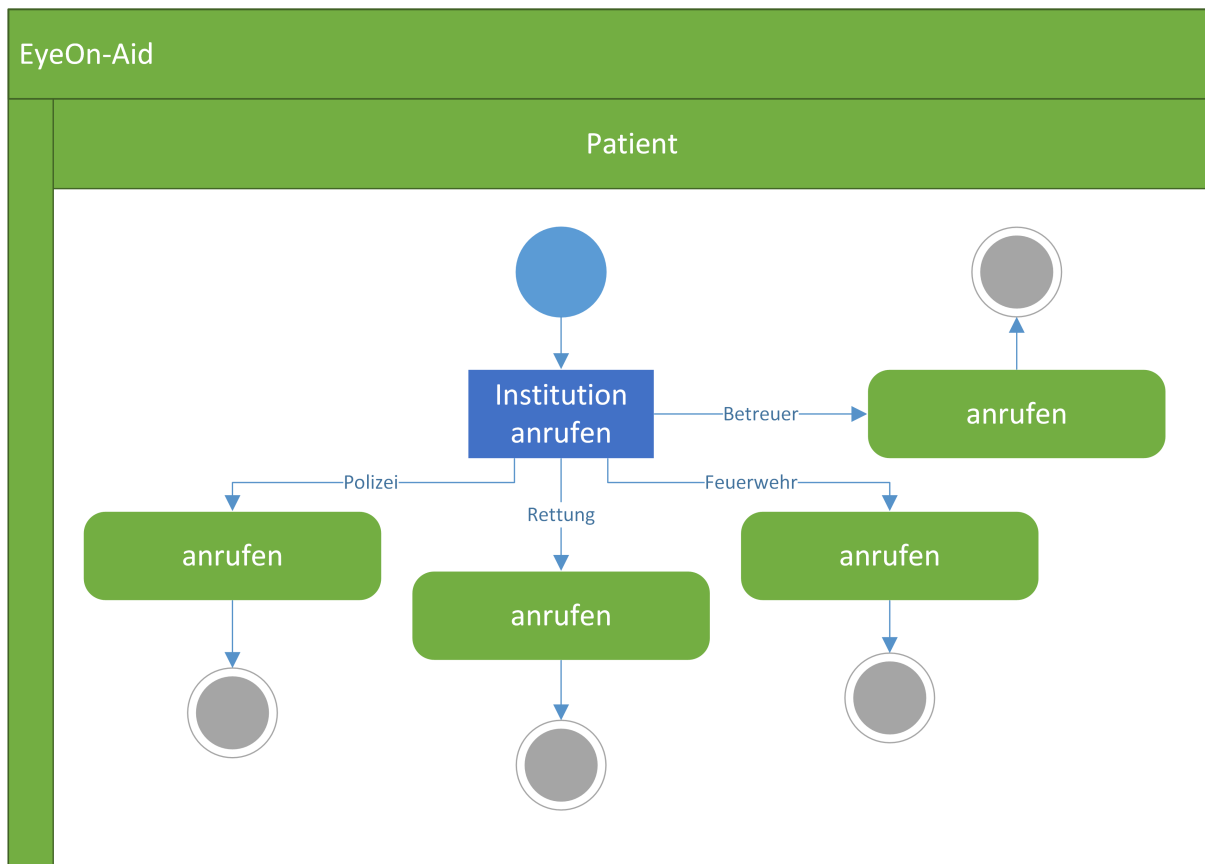 EyeOn-Aid
Patient
Institution
anrufen
Betreuer
anrufen
Polizei
Feuerwehr
Rettung
anrufen
anrufen
anrufen